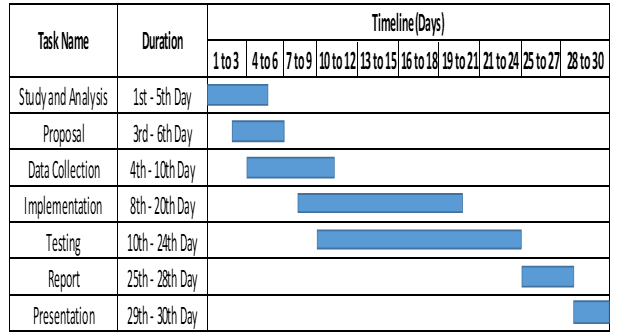 Task Name Duration Timeline(Days)
1 to 3 4 to 6 7 to 9 10 to 12 13 to 15 16 to 18 19 to 21 21 to 24 25 to 27 28 to 30
Study and Analysis 1st - 5th Day
Proposal 3rd - 6th Day
Data Collection 4th - 10th Day
Implementation 8th - 20th Day
Testing 10th - 24th Day
Report 25th - 28th Day
Presentation 29th - 30th Day